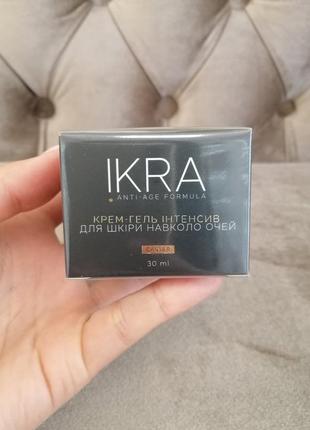 IKRA
ANTI-AGE FORMULA
КРЕМ-ГЕЛЬ ІНТЕНСИВ
ДЛЯ ШКІРИ НАВКОЛО ОЧЕЙ
CAVIAR
30 ml